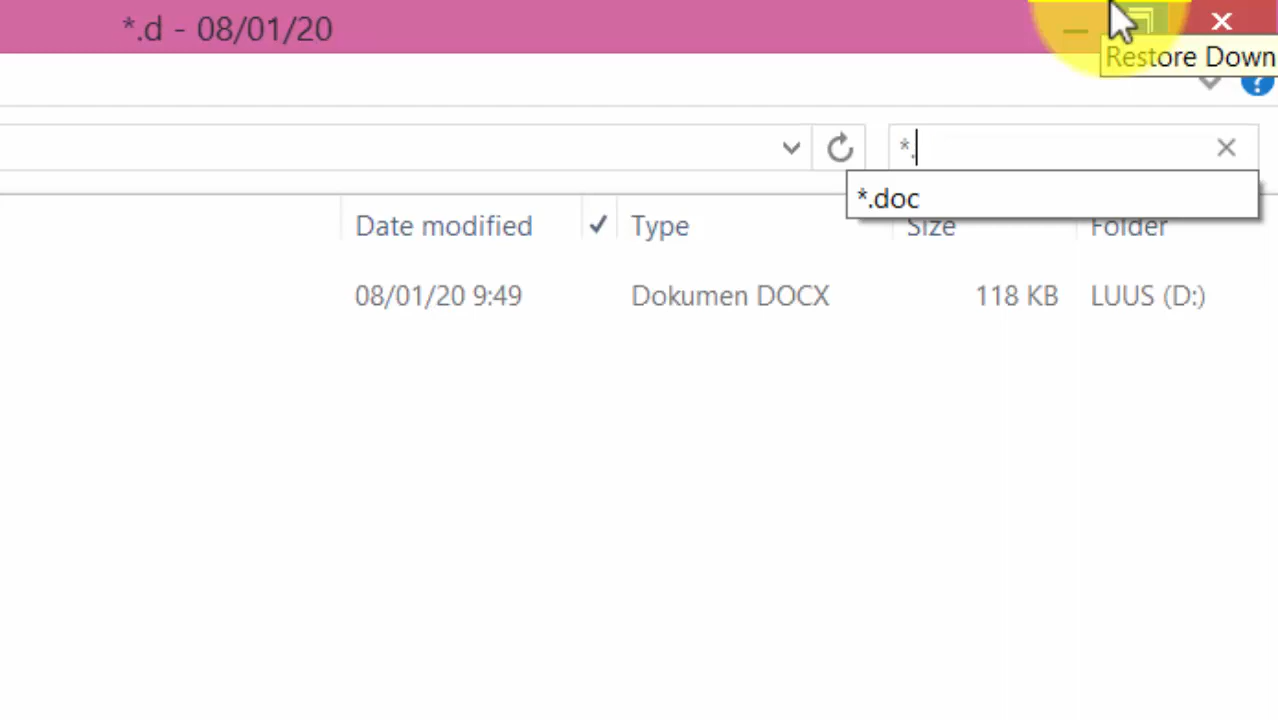 *.d - 08/01/20
Restore Down
?
*.
*.doc
Date modified Type Size Folder
08/01/20 9:49 Dokumen DOCX 118 KB LUUS (D:)